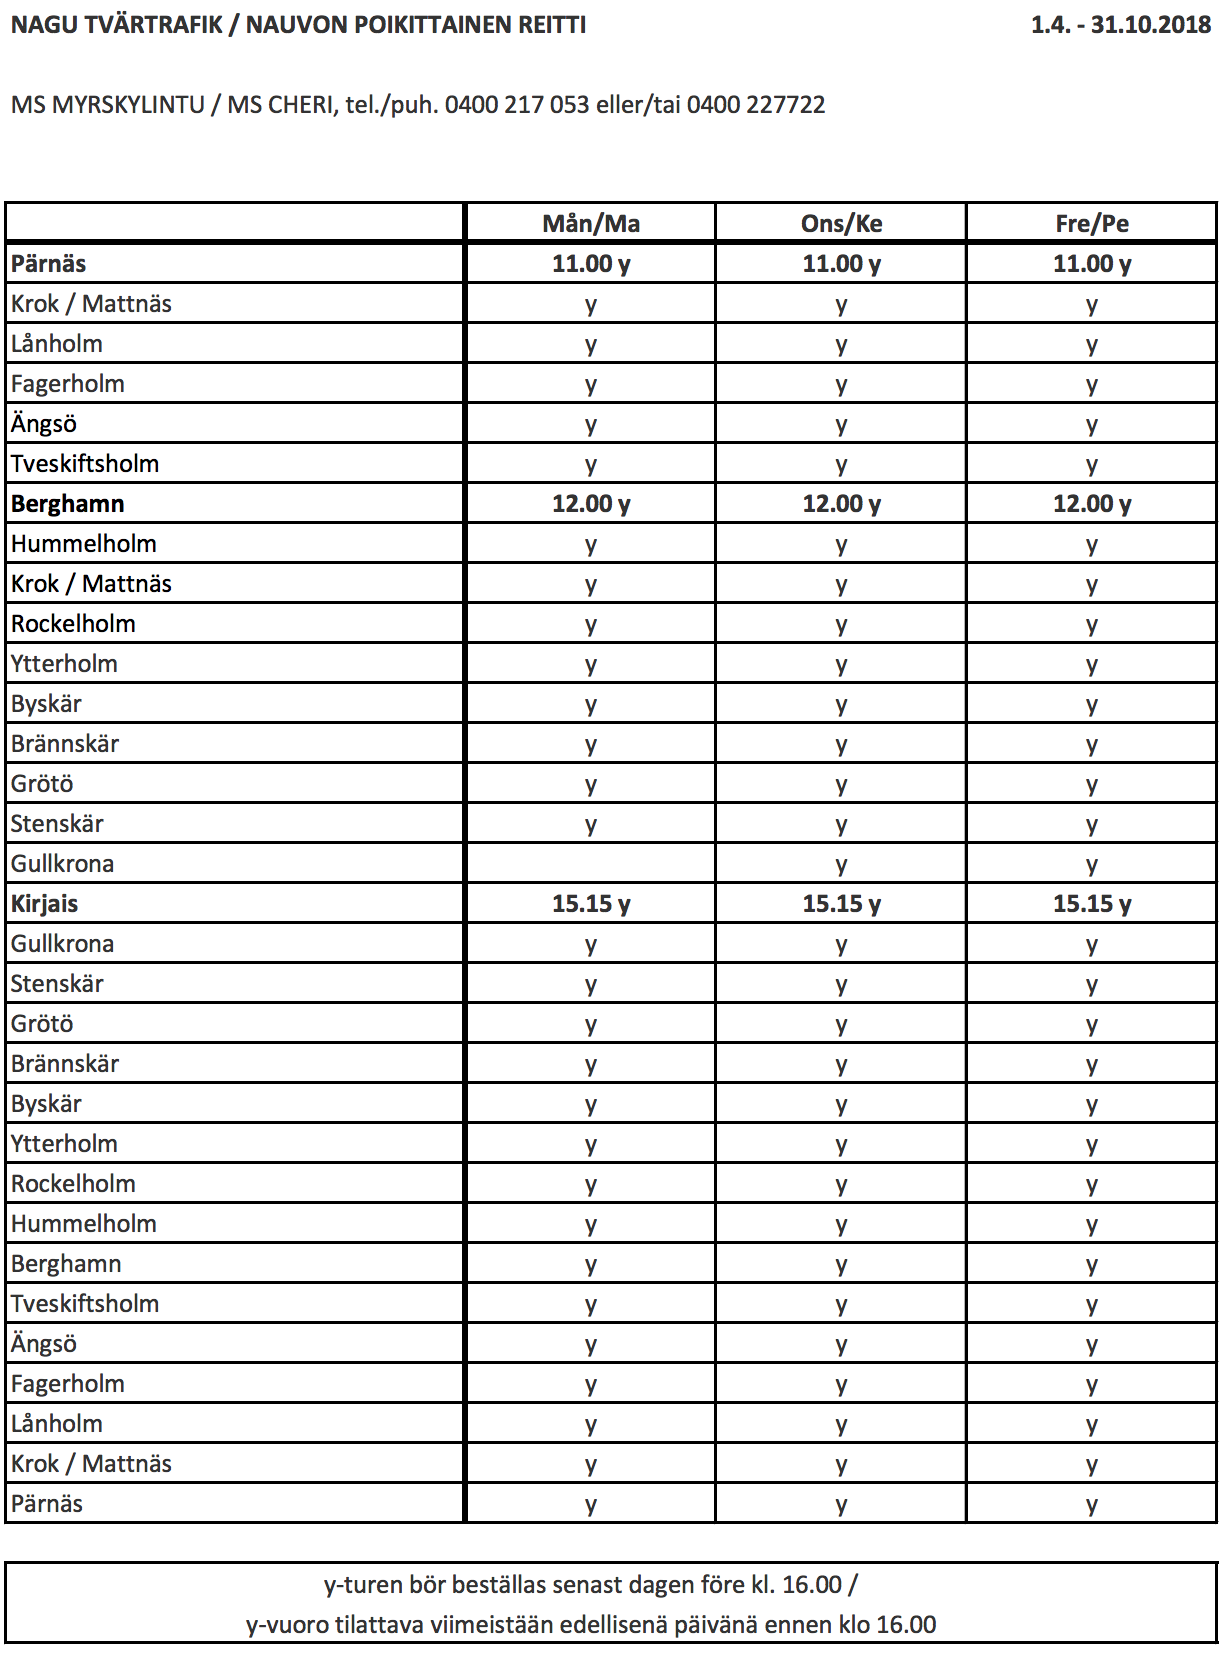 NAGU TVÄRTRAFIK / NAUVON POIKITTAINEN REITTI 1.4. - 31.10.2018
MS MYRSKYLINTU / MS CHERI, tel./puh. 0400 217 053 eller/tai 0400 227722
Mån/Ma Ons/Ke Fre/Pe
Pärnäs 11.00 y 11.00 y 11.00 y
Krok / Mattnäs y y y
Lånholm y y y
Fagerholm y y y
Ängsö y y y
Tveskiftsholm y y y
Berghamn 12.00 y 12.00 y 12.00 y
Hummelholm y y y
Krok / Mattnäs y y y
Rockelholm y y y
Ytterholm y y y
Byskär y y y
Brännskär y y y
Grötö y y y
Stenskär y y y
Gullkrona y y
Kirjais 15.15 y 15.15 y 15.15 y
Gullkrona y y y
Stenskär y y y
Grötö y y y
Brännskär y y y
Byskär y y y
Ytterholm y y y
Rockelholm y y y
Hummelholm y y y
Berghamn y y y
Tveskiftsholm y y y
Ängsö y y y
Fagerholm y y y
Lånholm y y y
Krok / Mattnäs y y y
Pärnäs y y y
y-turen bör beställas senast dagen före kl. 16.00 /
y-vuoro tilattava viimeistään edellisenä päivänä ennen klo 16.00